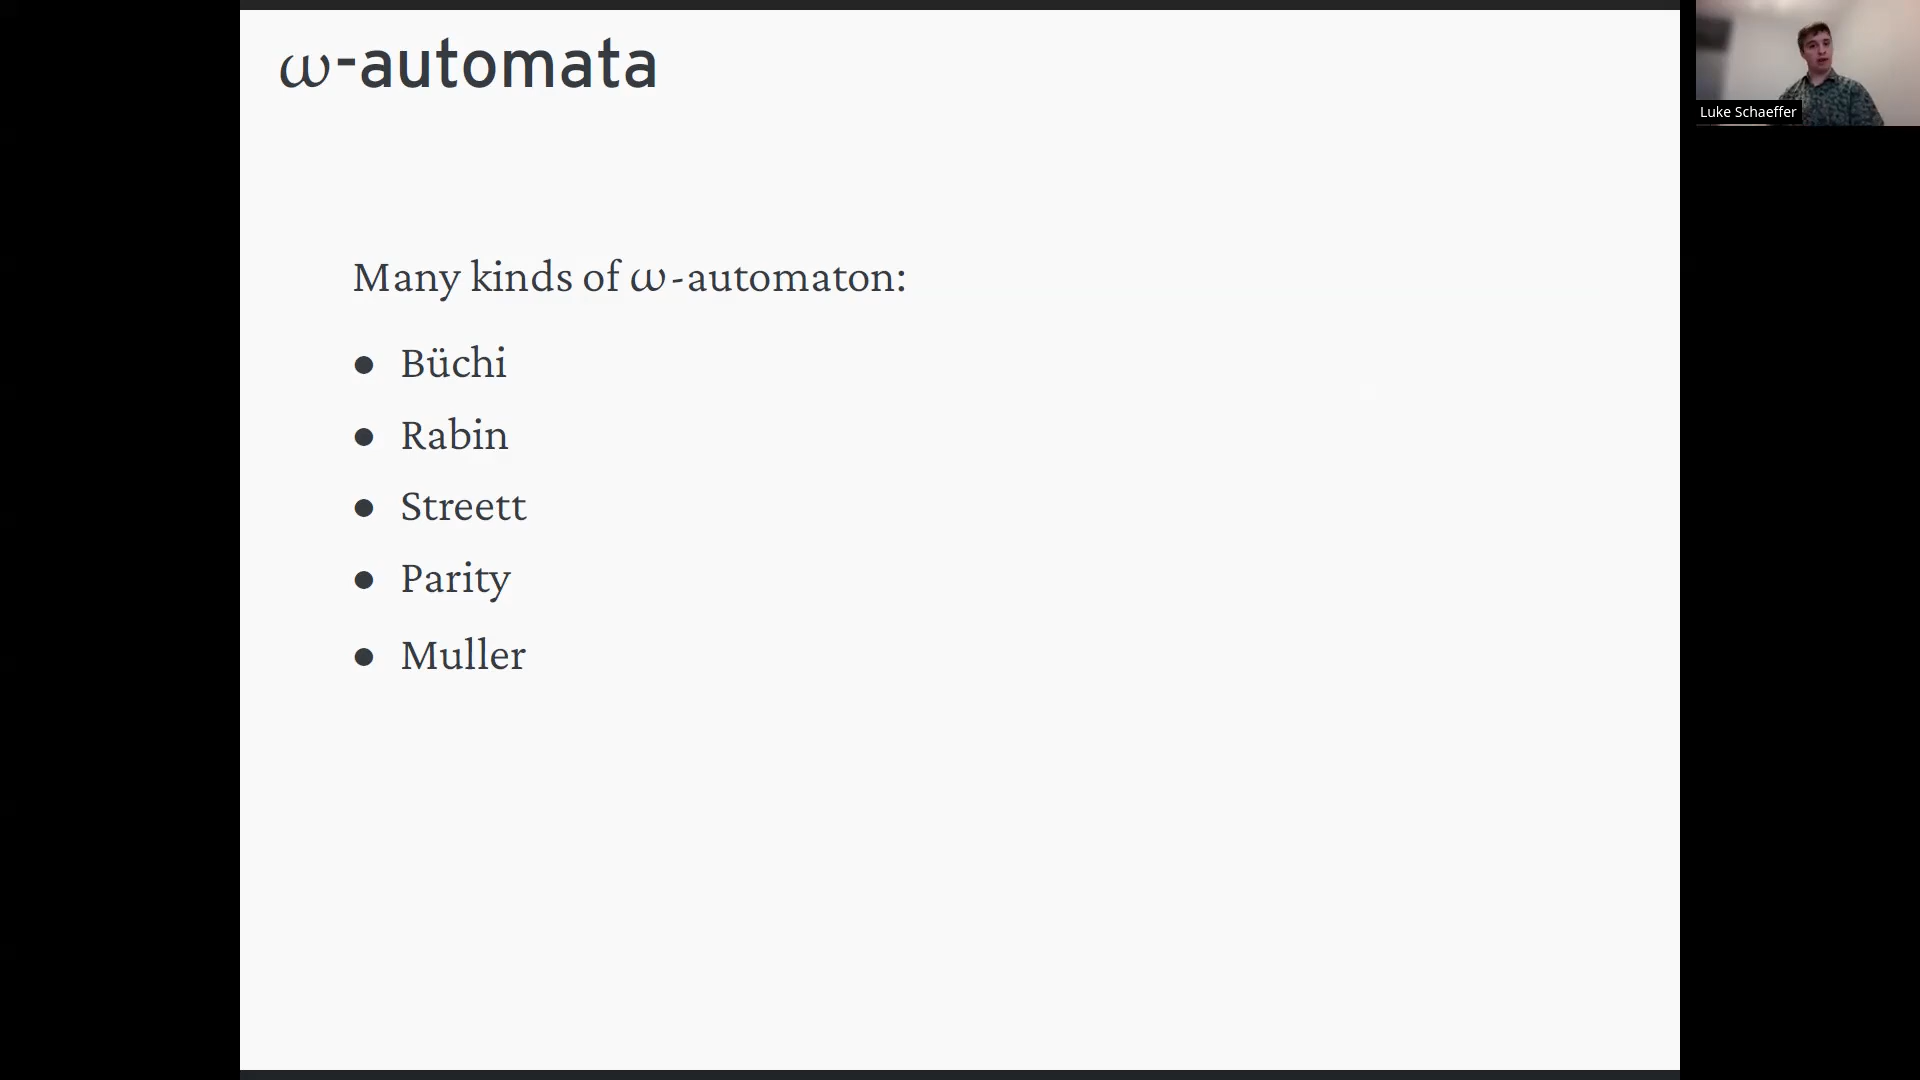 ω-automata
Many kinds of ω-automaton:
● Büchi
● Rabin
● Streett
● Parity
● Muller
Luke Schaeffer